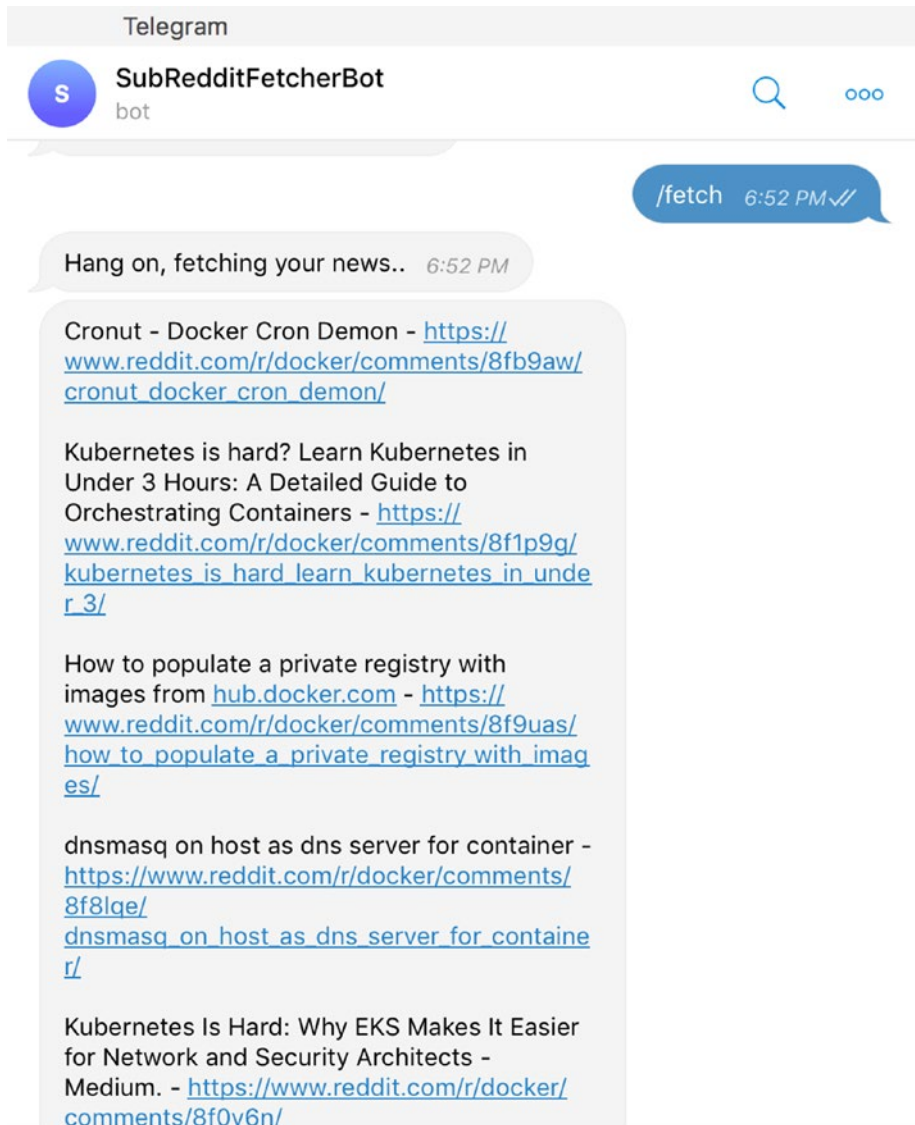 Telegram
S
SubRedditFetcherBot
bot
/fetch 6:52 PM
Hang on, fetching your news.. 6:52 PM
Cronut - Docker Cron Demon - https://
www.reddit.com/r/docker/comments/8fb9aw/
cronut_docker_cron_demon/
Kubernetes is hard? Learn Kubernetes in
Under 3 Hours: A Detailed Guide to
Orchestrating Containers - https://
www.reddit.com/r/docker/comments/8f1p9g/
kubernetes_is_hard_learn_kubernetes_in_unde
r_3/
How to populate a private registry with
images from hub.docker.com - https://
www.reddit.com/r/docker/comments/8f9uas/
how_to_populate_a_private_registry_with_imag
es/
dnsmasq on host as dns server for container -
https://www.reddit.com/r/docker/comments/
8f8lqe/
dnsmasq_on_host_as_dns_server_for_containe
r/
Kubernetes Is Hard: Why EKS Makes It Easier
for Network and Security Architects -
Medium. - https://www.reddit.com/r/docker/
comments/8f0y6n/